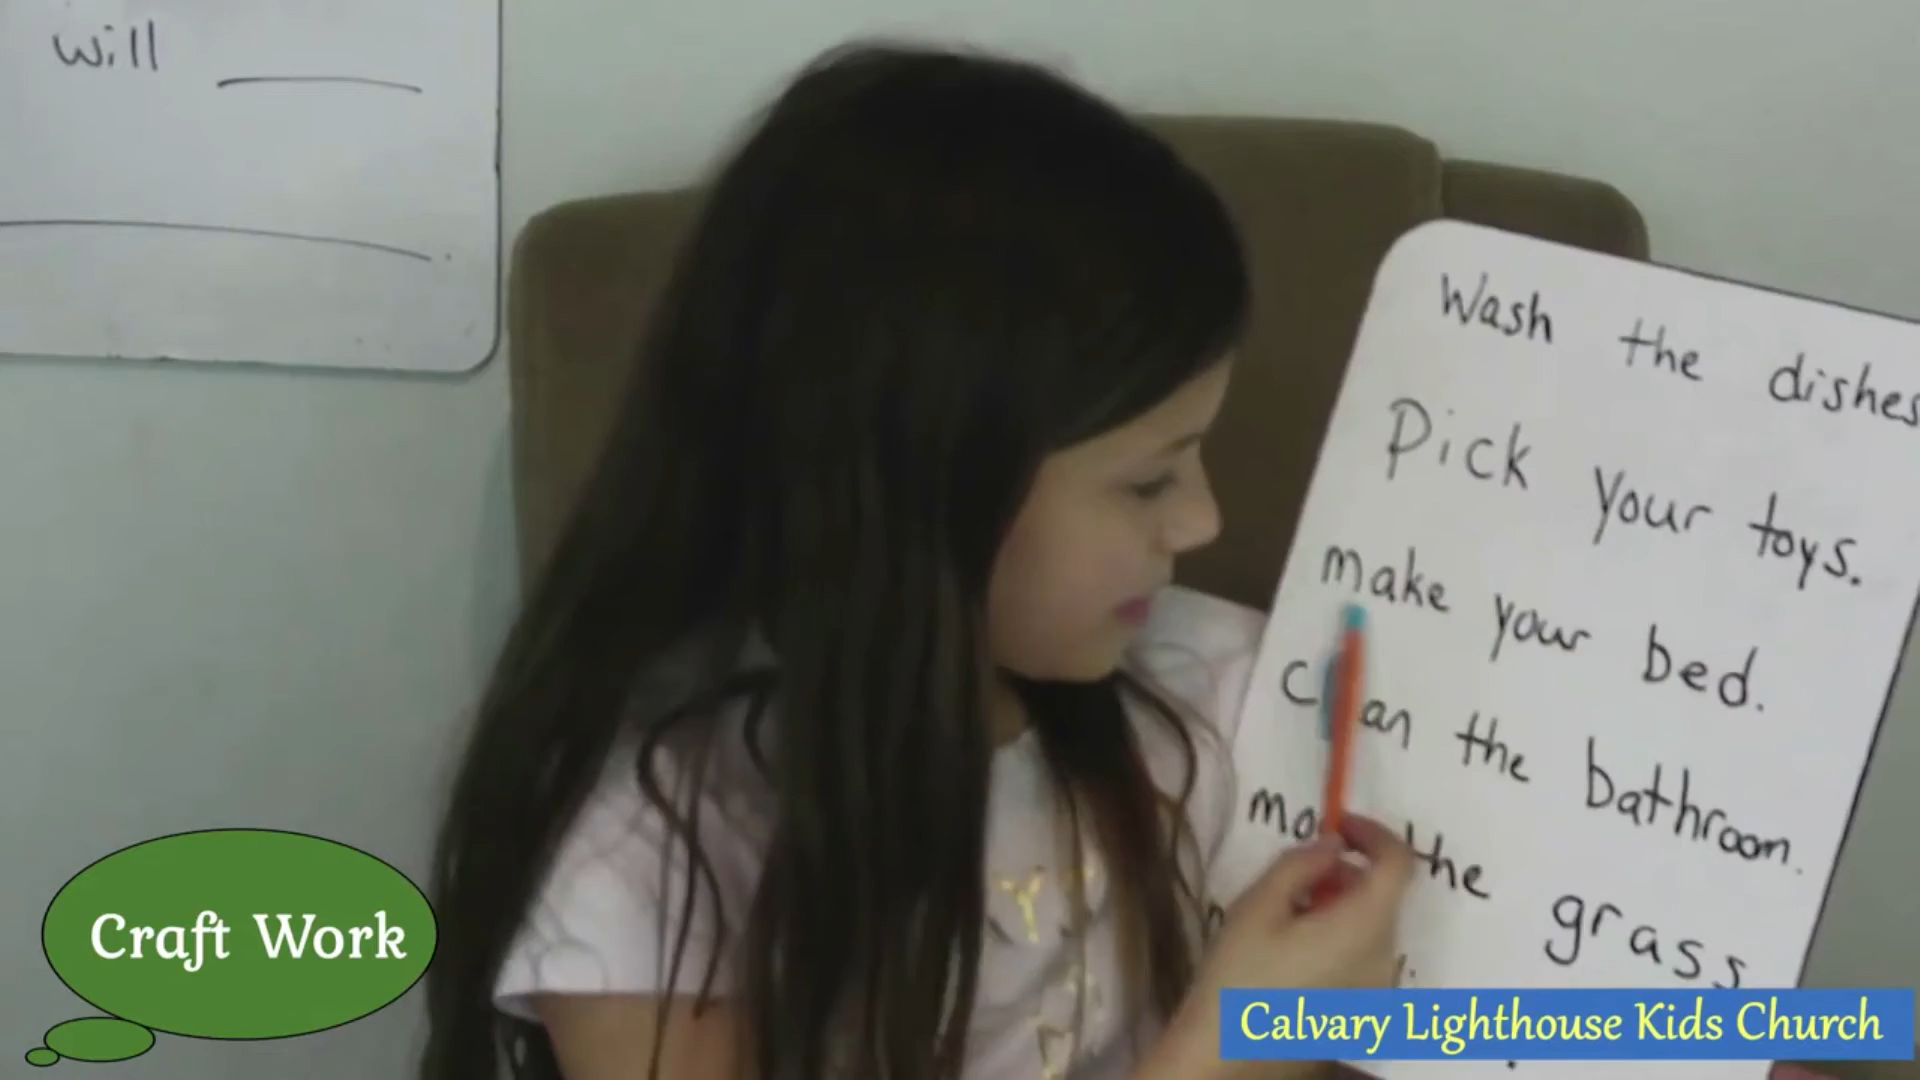 will
Wash the dishes
Pick your toys.
make your bed.
the bathroom.
the grass
Craft Work
Calvary Lighthouse Kids Church